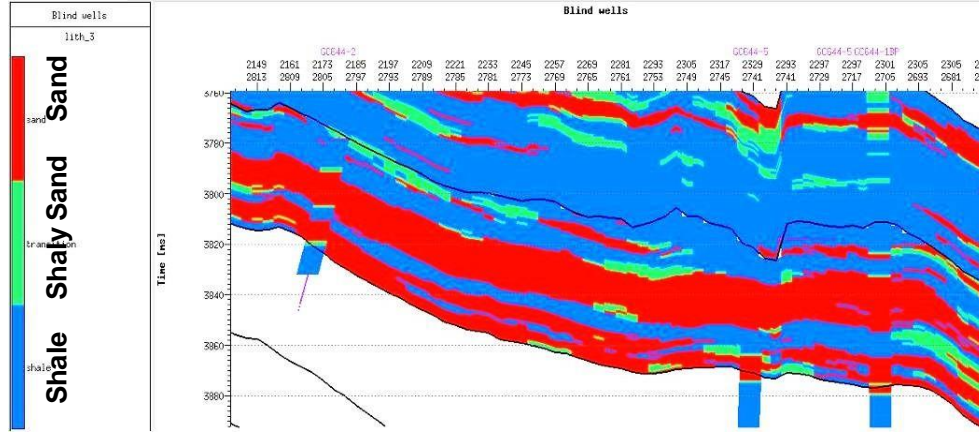 Blind wells
lith_3
sand
transition
shale
Sand
Shaly Sand
Shale
Blind wells
GC644-2 GC644-5 GC644-5 GC644-1BP
2149 2161 2173 2185 2197 2209 2221 2233 2245 2257 2269 2281 2293 2305 2317 2329 2293 2297 2297 2301 2305 2305
2813 2809 2805 2797 2793 2789 2785 2781 2773 2769 2765 2761 2753 2749 2745 2741 2741 2729 2717 2705 2693 2681
Time [ms]
3760
3780
3800
3820
3840
3860
3880